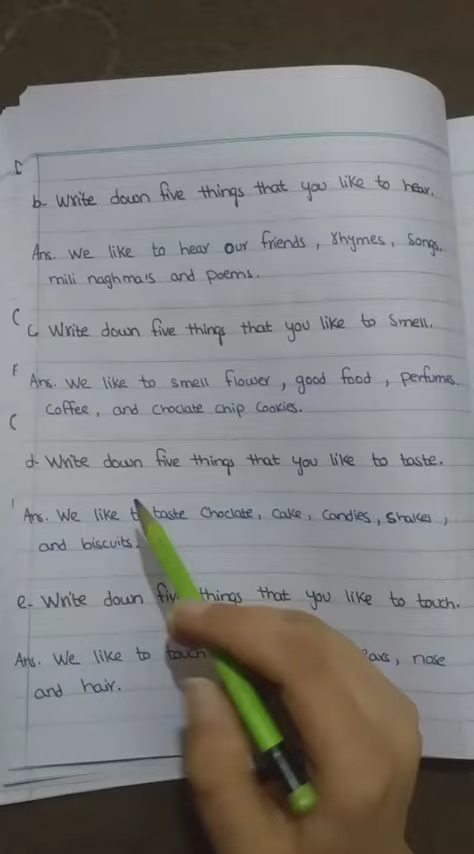 b- Write down five things that you like to hear.
Ans. We like to hear our friends, rhymes, songs,
mili naghma's and poems.
C Write down five things that you like to smell.
Ans. We like to smell flower, good food, perfumes.
Coffee, and Choclate chip cookies.
d- Write down five things that you like to taste.
Ans. We like to taste Choclate, cake, candies, shakes,
and biscuits.
e- Write down five things that you like to touch.
Ans. We like to touch nose
and hair.